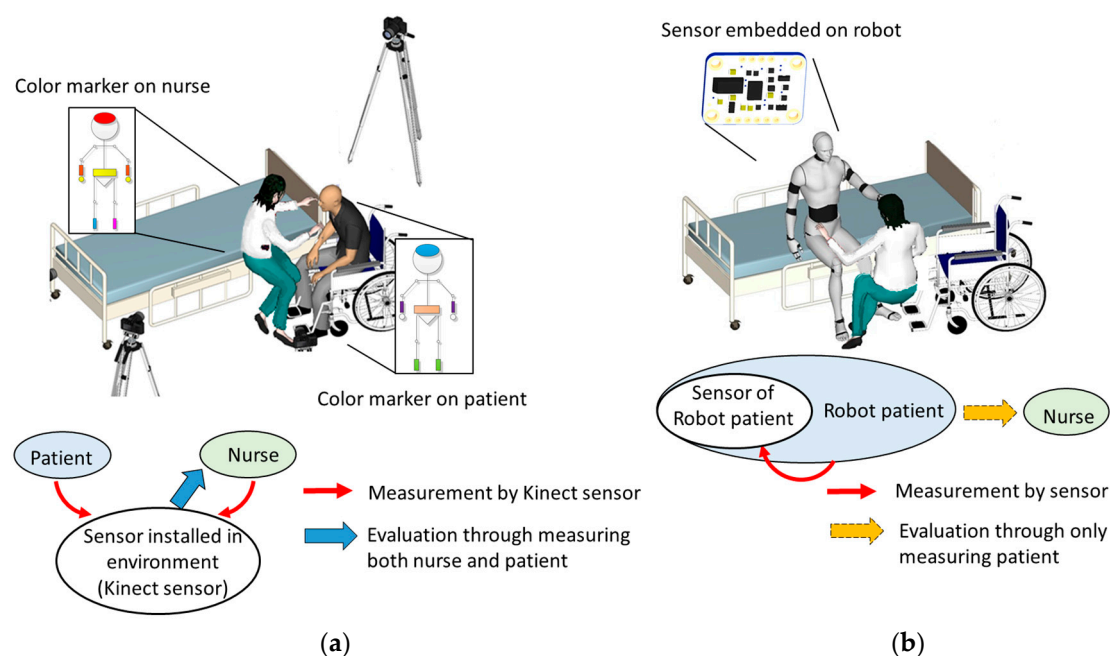 Color marker on nurse
Color marker on patient
Patient
Nurse
Sensor installed in
environment
(Kinect sensor)
Measurement by Kinect sensor
Evaluation through measuring
both nurse and patient
(a)
Sensor embedded on robot
Sensor of
Robot patient
Robot patient
Nurse
Measurement by sensor
Evaluation through only
measuring patient
(b)